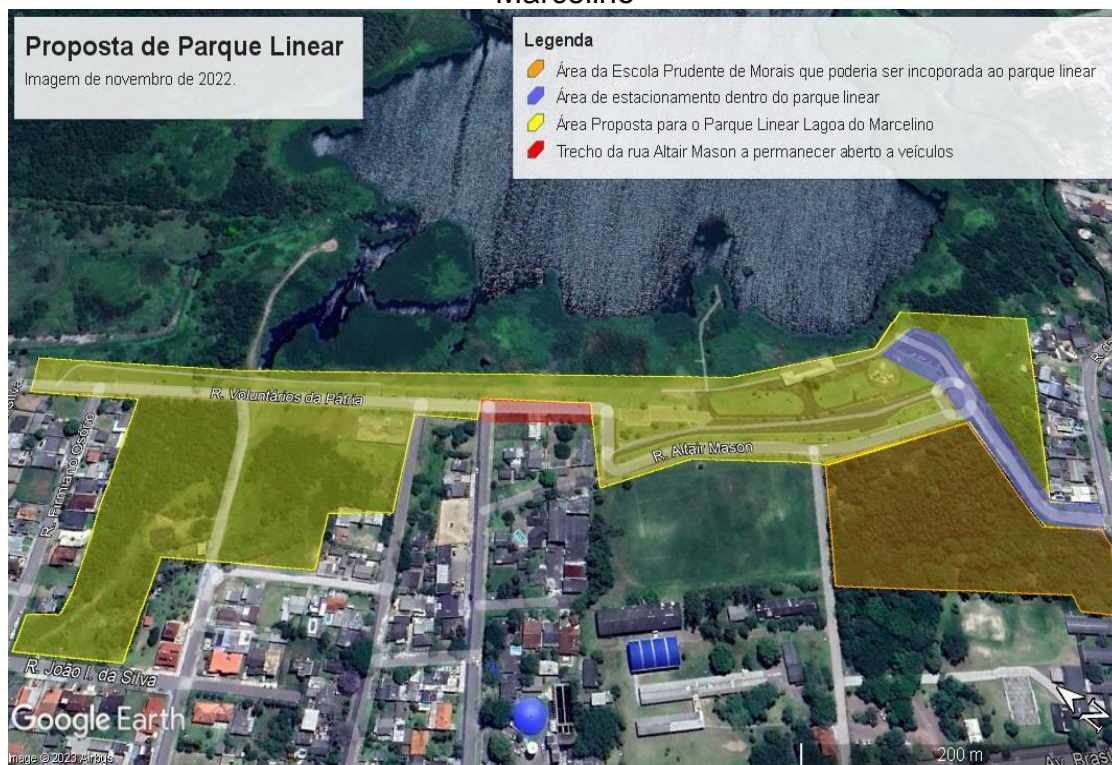 Marcelino
Proposta de Parque Linear
Imagem de novembro de 2022.
Legenda
Área da Escola Prudente de Morais que poderia ser incoporada ao parque linear
Área de estacionamento dentro do parque linear
Área Proposta para o Parque Linear Lagoa do Marcelino
Trecho da rua Altair Mason a permanecer aberto a veículos
R. Voluntários da Pátria
R. Firmiano Osório
Silva
R. Altair Mason
R. João I. da Silva
Google Earth
Image © 2023 Airbus
200 m
N
Av. Bras